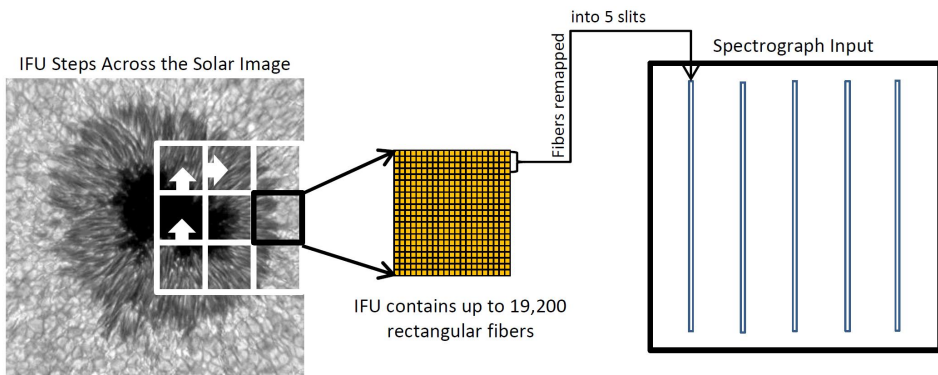 IFU Steps Across the Solar Image
IFU contains up to 19,200
rectangular fibers
Fibers remapped
into 5 slits
Spectrograph Input